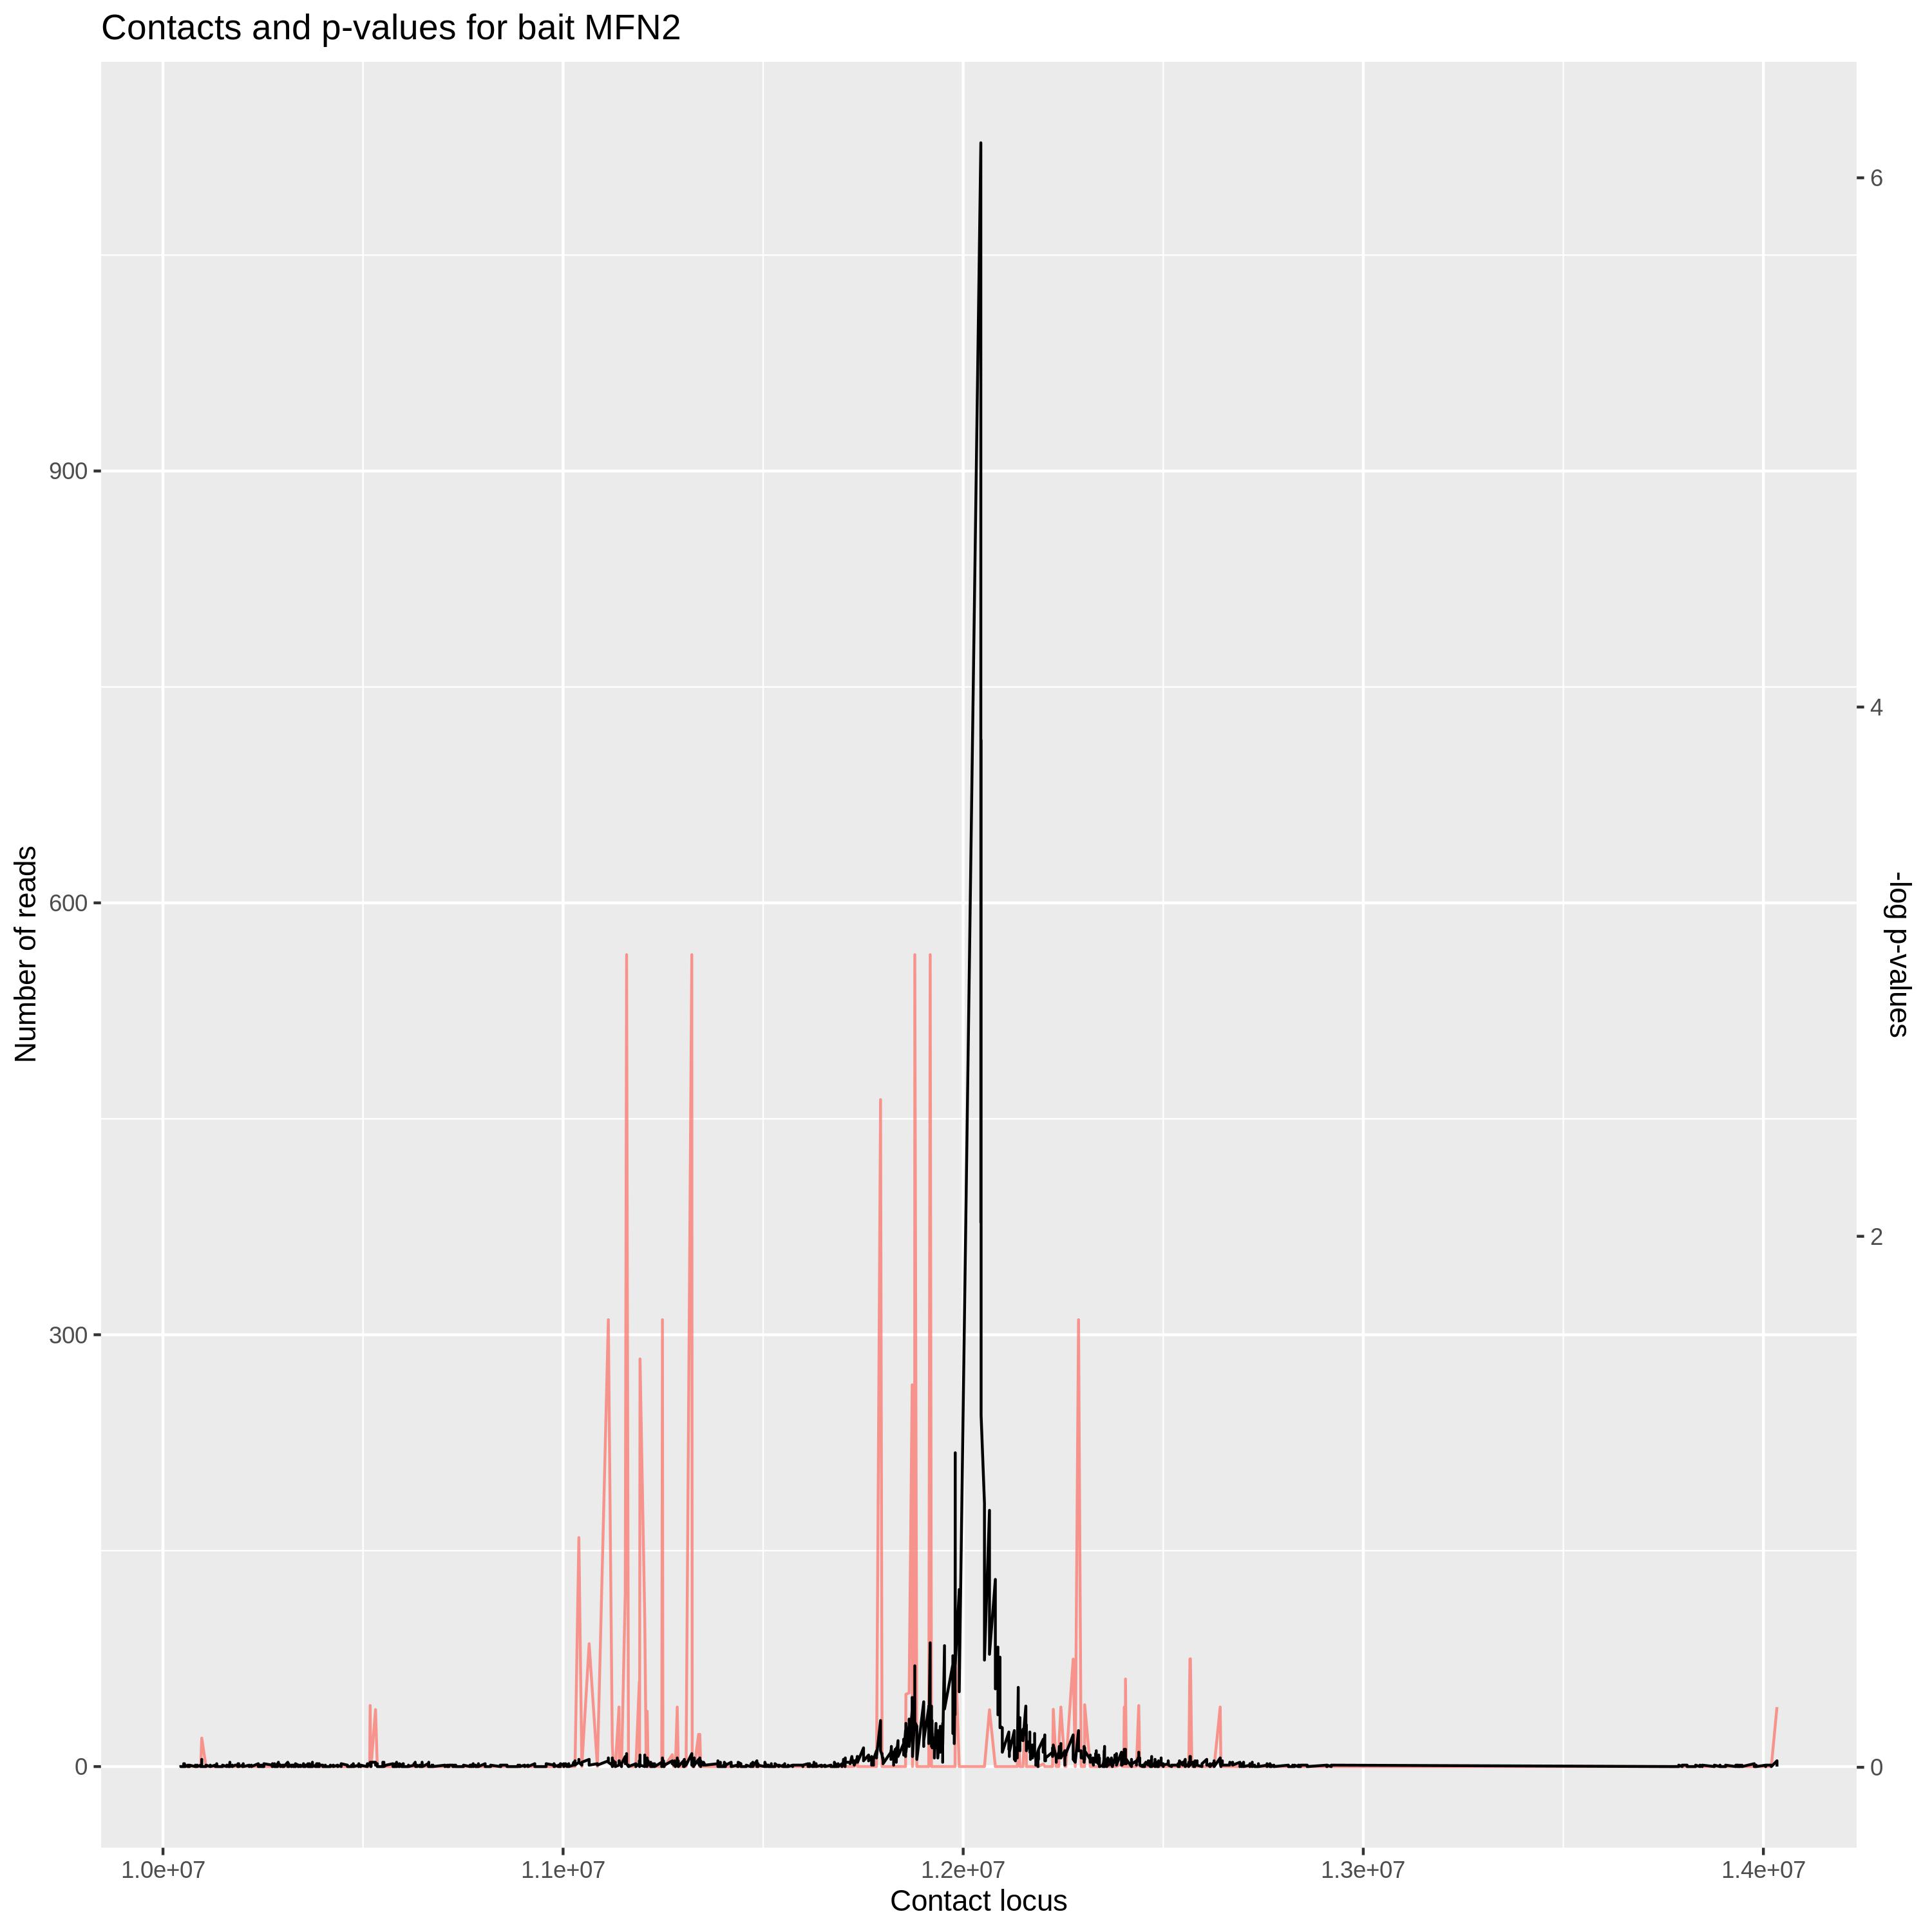 Contacts and p-values for bait MFN2
Number of reads
900
600
300
0
6
4
2
0
-log p-values
1.0e+07
1.1e+07
1.2e+07
1.3e+07
1.4e+07
Contact locus